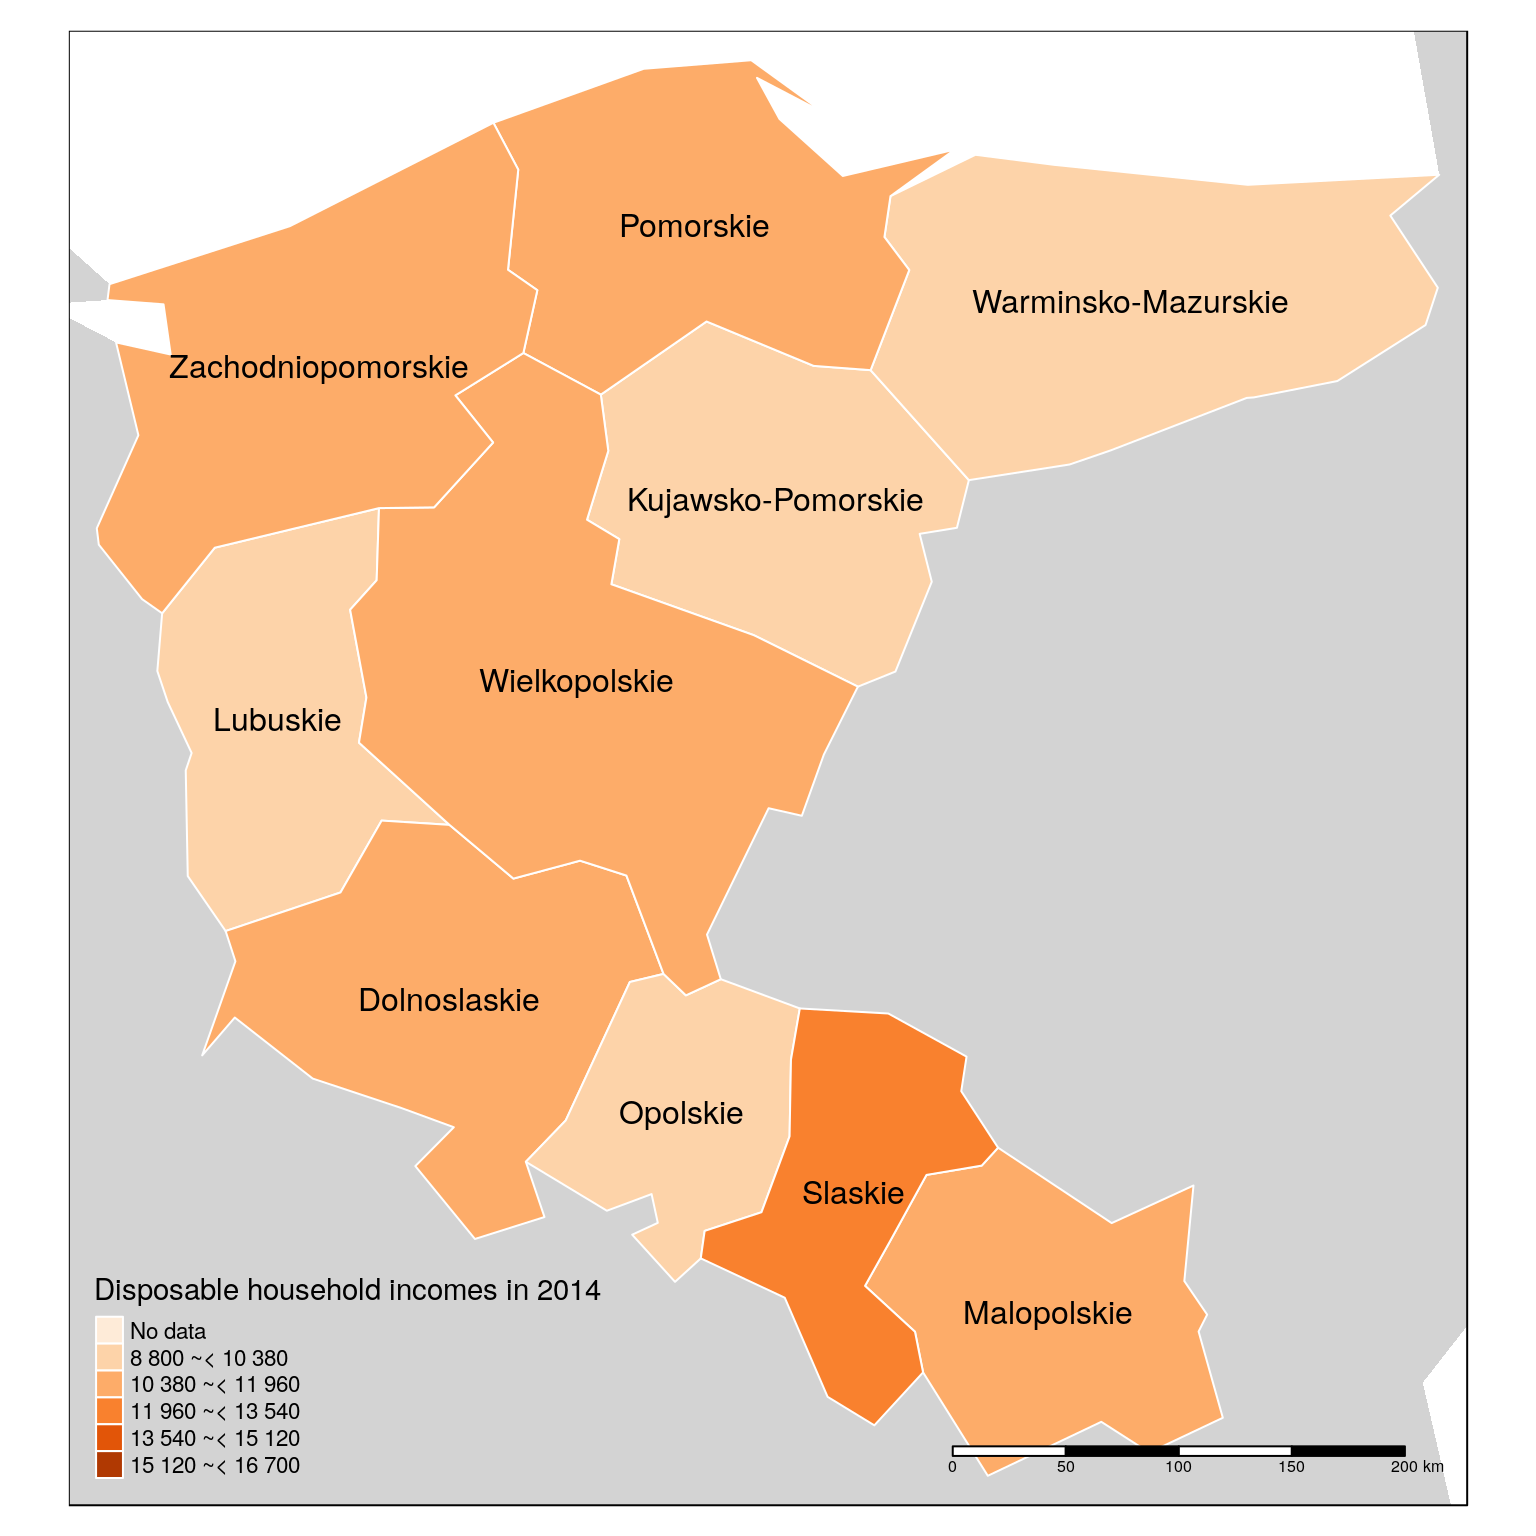 Pomorskie
Warminsko-Mazurskie
Zachodniopomorskie
Kujawsko-Pomorskie
Wielkopolskie
Lubuskie
Dolnoslaskie
Opolskie
Slaskie
Malopolskie
Disposable household incomes in 2014
No data
8 800 ~< 10 380
10 380 ~< 11 960
11 960 ~< 13 540
13 540 ~< 15 120
15 120 ~< 16 700
0 50 100 150 200 km